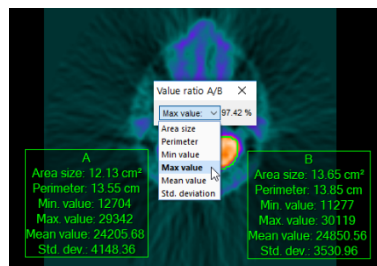 Value ratio A/B
Max value: 97.42 %
Area size
Perimeter
Min value
Max value
Mean value
Std. deviation
A
Area size: 12.13 cm²
Perimeter: 13.55 cm
Min. value: 12704
Max. value: 29342
Mean value: 24205.68
Std. dev.: 4148.36
B
Area size: 13.65 cm²
Perimeter: 13.85 cm
Min. value: 11277
Max. value: 30119
Mean value: 24850.56
Std. dev.: 3530.96